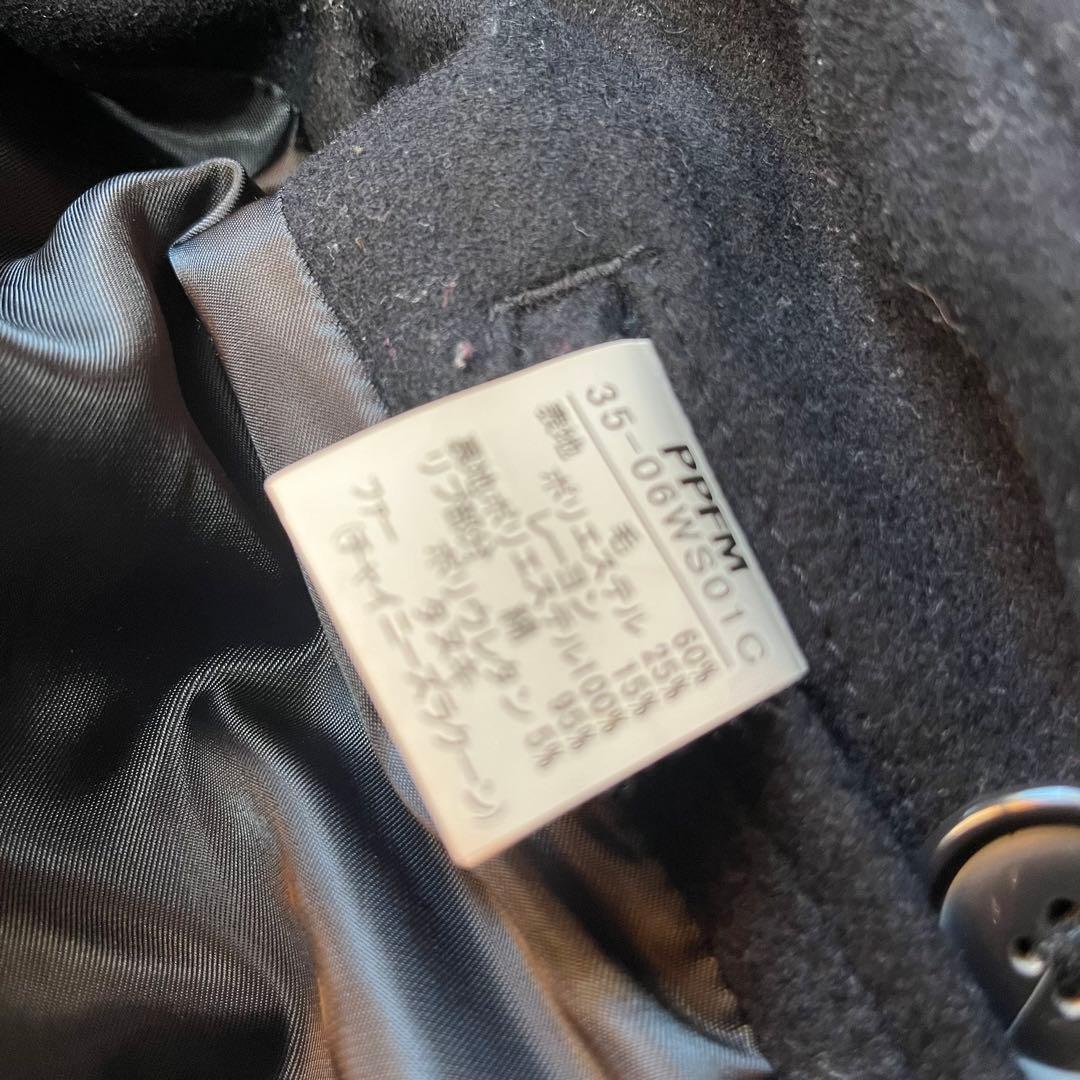 PPFM
35-06WS01C
表地 毛 60%
ポリエステル 25%
レーヨン 15%
裏地 ポリエステル100%
リブ部分 綿 95%
ポリウレタン 5%
ファー タヌキ
(チャイニーズラクーン)